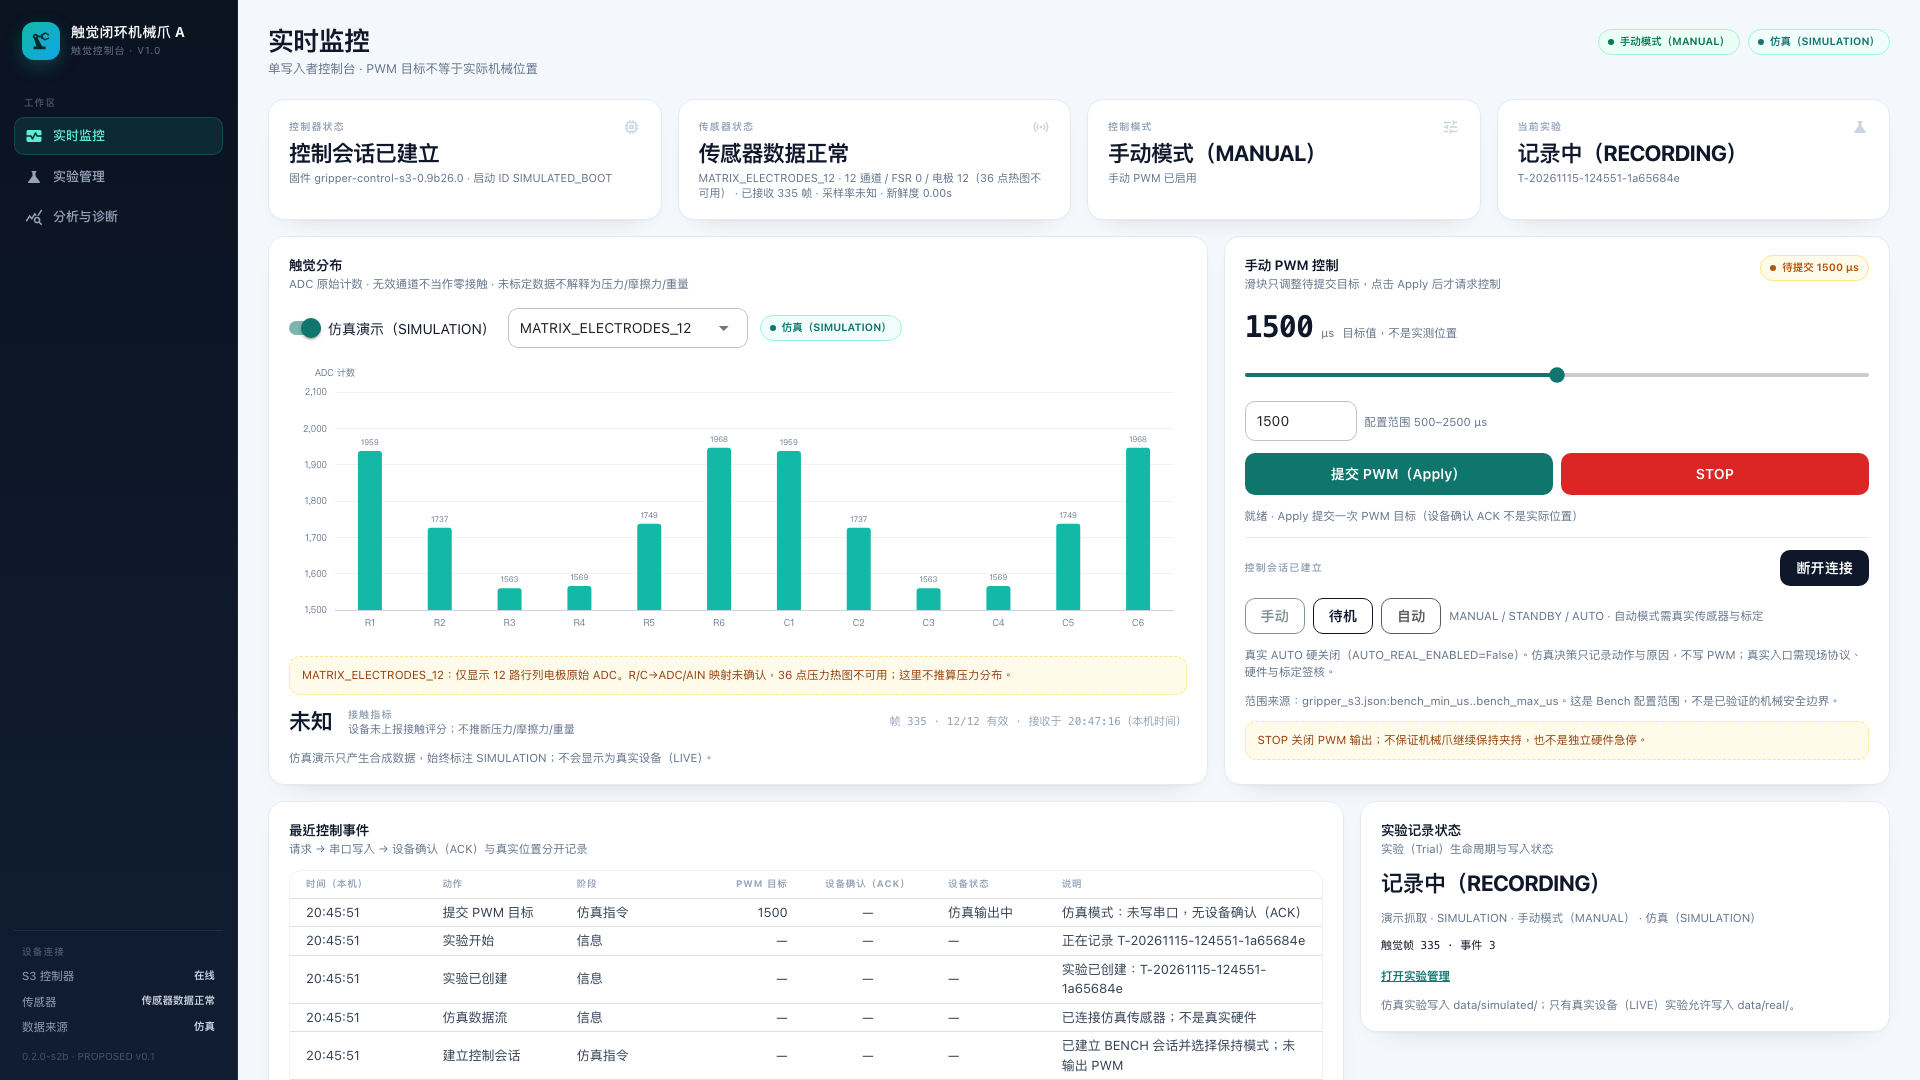 触觉闭环机械爪 A
触觉控制台 · V1.0
工作区
实时监控
实验管理
分析与诊断
设备连接
S3 控制器 在线
传感器 传感器数据正常
数据来源 仿真
0.2.0-s2b · PROPOSED v0.1
实时监控
单写入者控制台 · PWM 目标不等于实际机械位置
手动模式（MANUAL）
仿真（SIMULATION）
控制器状态
控制会话已建立
固件 gripper-control-s3-0.9b26.0 · 启动 ID SIMULATED_BOOT
传感器状态
传感器数据正常
MATRIX_ELECTRODES_12 · 12 通道 / FSR 0 / 电极 12（36 点热图不
可用） · 已接收 335 帧 · 采样率未知 · 新鲜度 0.00s
控制模式
手动模式（MANUAL）
手动 PWM 已启用
当前实验
记录中（RECORDING）
T-20261115-124551-1a65684e
触觉分布
ADC 原始计数 · 无效通道不当作零接触 · 未标定数据不解释为压力/摩擦力/重量
仿真演示（SIMULATION）
MATRIX_ELECTRODES_12
仿真（SIMULATION）
ADC 计数
2,100
2,000
1,900
1,800
1,700
1,600
1,500
1959
1737
1563
1569
1749
1968
1959
1737
1563
1569
1749
1968
R1 R2 R3 R4 R5 R6 C1 C2 C3 C4 C5 C6
MATRIX_ELECTRODES_12：仅显示 12 路行列电极原始 ADC。R/C→ADC/AIN 映射未确认，36 点压力热图不可用；这里不推算压力分布。
未知
接触指标
设备未上报接触评分；不推断压力/摩擦力/重量
帧 335 · 12/12 有效 · 接收于 20:47:16 (本机时间)
仿真演示只产生合成数据，始终标注 SIMULATION；不会显示为真实设备（LIVE）。
手动 PWM 控制
滑块只调整待提交目标，点击 Apply 后才请求控制
待提交 1500 µs
1500 µs 目标值，不是实测位置
1500
配置范围 500–2500 µs
提交 PWM（Apply）
STOP
就绪 · Apply 提交一次 PWM 目标（设备确认 ACK 不是实际位置）
控制会话已建立
断开连接
手动
待机
自动
MANUAL / STANDBY / AUTO · 自动模式需真实传感器与标定
真实 AUTO 硬关闭（AUTO_REAL_ENABLED=False）。仿真决策只记录动作与原因，不写 PWM；真实入口需现场协议、
硬件与标定签核。
范围来源：gripper_s3.json:bench_min_us..bench_max_us。这是 Bench 配置范围，不是已验证的机械安全边界。
STOP 关闭 PWM 输出；不保证机械爪继续保持夹持，也不是独立硬件急停。
最近控制事件
请求 → 串口写入 → 设备确认（ACK）与真实位置分开记录
时间（本机） 动作 阶段 PWM 目标 设备确认（ACK） 设备状态 说明
20:45:51 提交 PWM 目标 仿真指令 1500 — 仿真输出中 仿真模式：未写串口，无设备确认（ACK）
20:45:51 实验开始 信息 — — — 正在记录 T-20261115-124551-1a65684e
20:45:51 实验已创建 信息 — — — 实验已创建：T-20261115-124551-
1a65684e
20:45:51 仿真数据流 信息 — — — 已连接仿真传感器；不是真实硬件
20:45:51 建立控制会话 仿真指令 — — — 已建立 BENCH 会话并选择保持模式；未
输出 PWM
实验记录状态
实验（Trial）生命周期与写入状态
记录中（RECORDING）
演示抓取 · SIMULATION · 手动模式（MANUAL） · 仿真（SIMULATION）
触觉帧 335 · 事件 3
打开实验管理
仿真实验写入 data/simulated/；只有真实设备（LIVE）实验允许写入 data/real/。